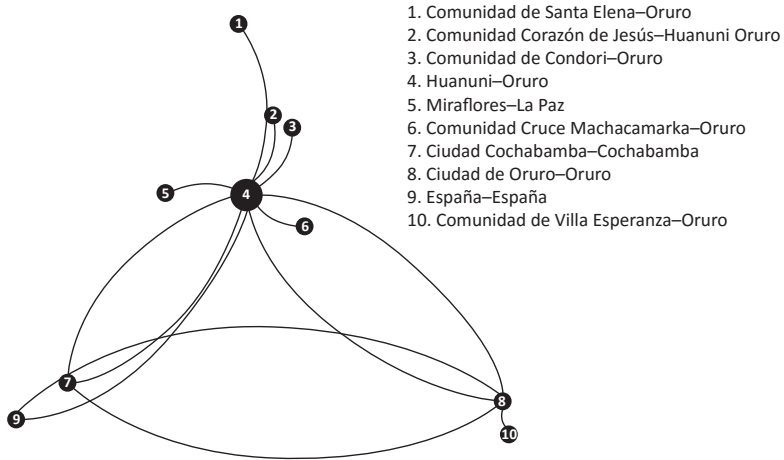 1. Comunidad de Santa Elena–Oruro
2. Comunidad Corazón de Jesús–Huanuni Oruro
3. Comunidad de Condori–Oruro
4. Huanuni–Oruro
5. Miraflores–La Paz
6. Comunidad Cruce Machacamarka–Oruro
7. Ciudad Cochabamba–Cochabamba
8. Ciudad de Oruro–Oruro
9. España–España
10. Comunidad de Villa Esperanza–Oruro
1
2
3
5
4
6
7
8
9
10